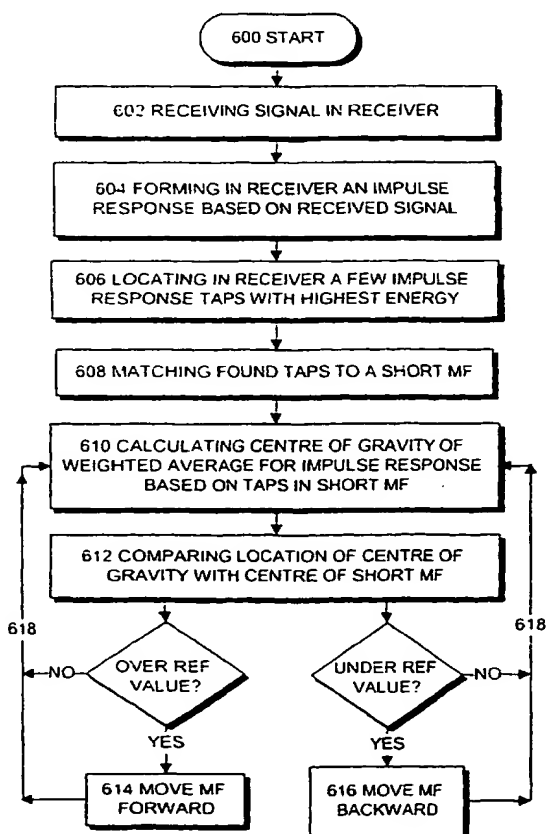 600 START
602 RECEIVING SIGNAL IN RECEIVER
604 FORMING IN RECEIVER AN IMPULSE
RESPONSE BASED ON RECEIVED SIGNAL
606 LOCATING IN RECEIVER A FEW IMPULSE
RESPONSE TAPS WITH HIGHEST ENERGY
608 MATCHING FOUND TAPS TO A SHORT MF
610 CALCULATING CENTRE OF GRAVITY OF
WEIGHTED AVERAGE FOR IMPULSE RESPONSE
BASED ON TAPS IN SHORT MF
612 COMPARING LOCATION OF CENTRE OF
GRAVITY WITH CENTRE OF SHORT MF
618
618
NO
OVER REF
VALUE?
UNDER REF
VALUE?
NO
YES
YES
614 MOVE MF
FORWARD
616 MOVE MF
BACKWARD